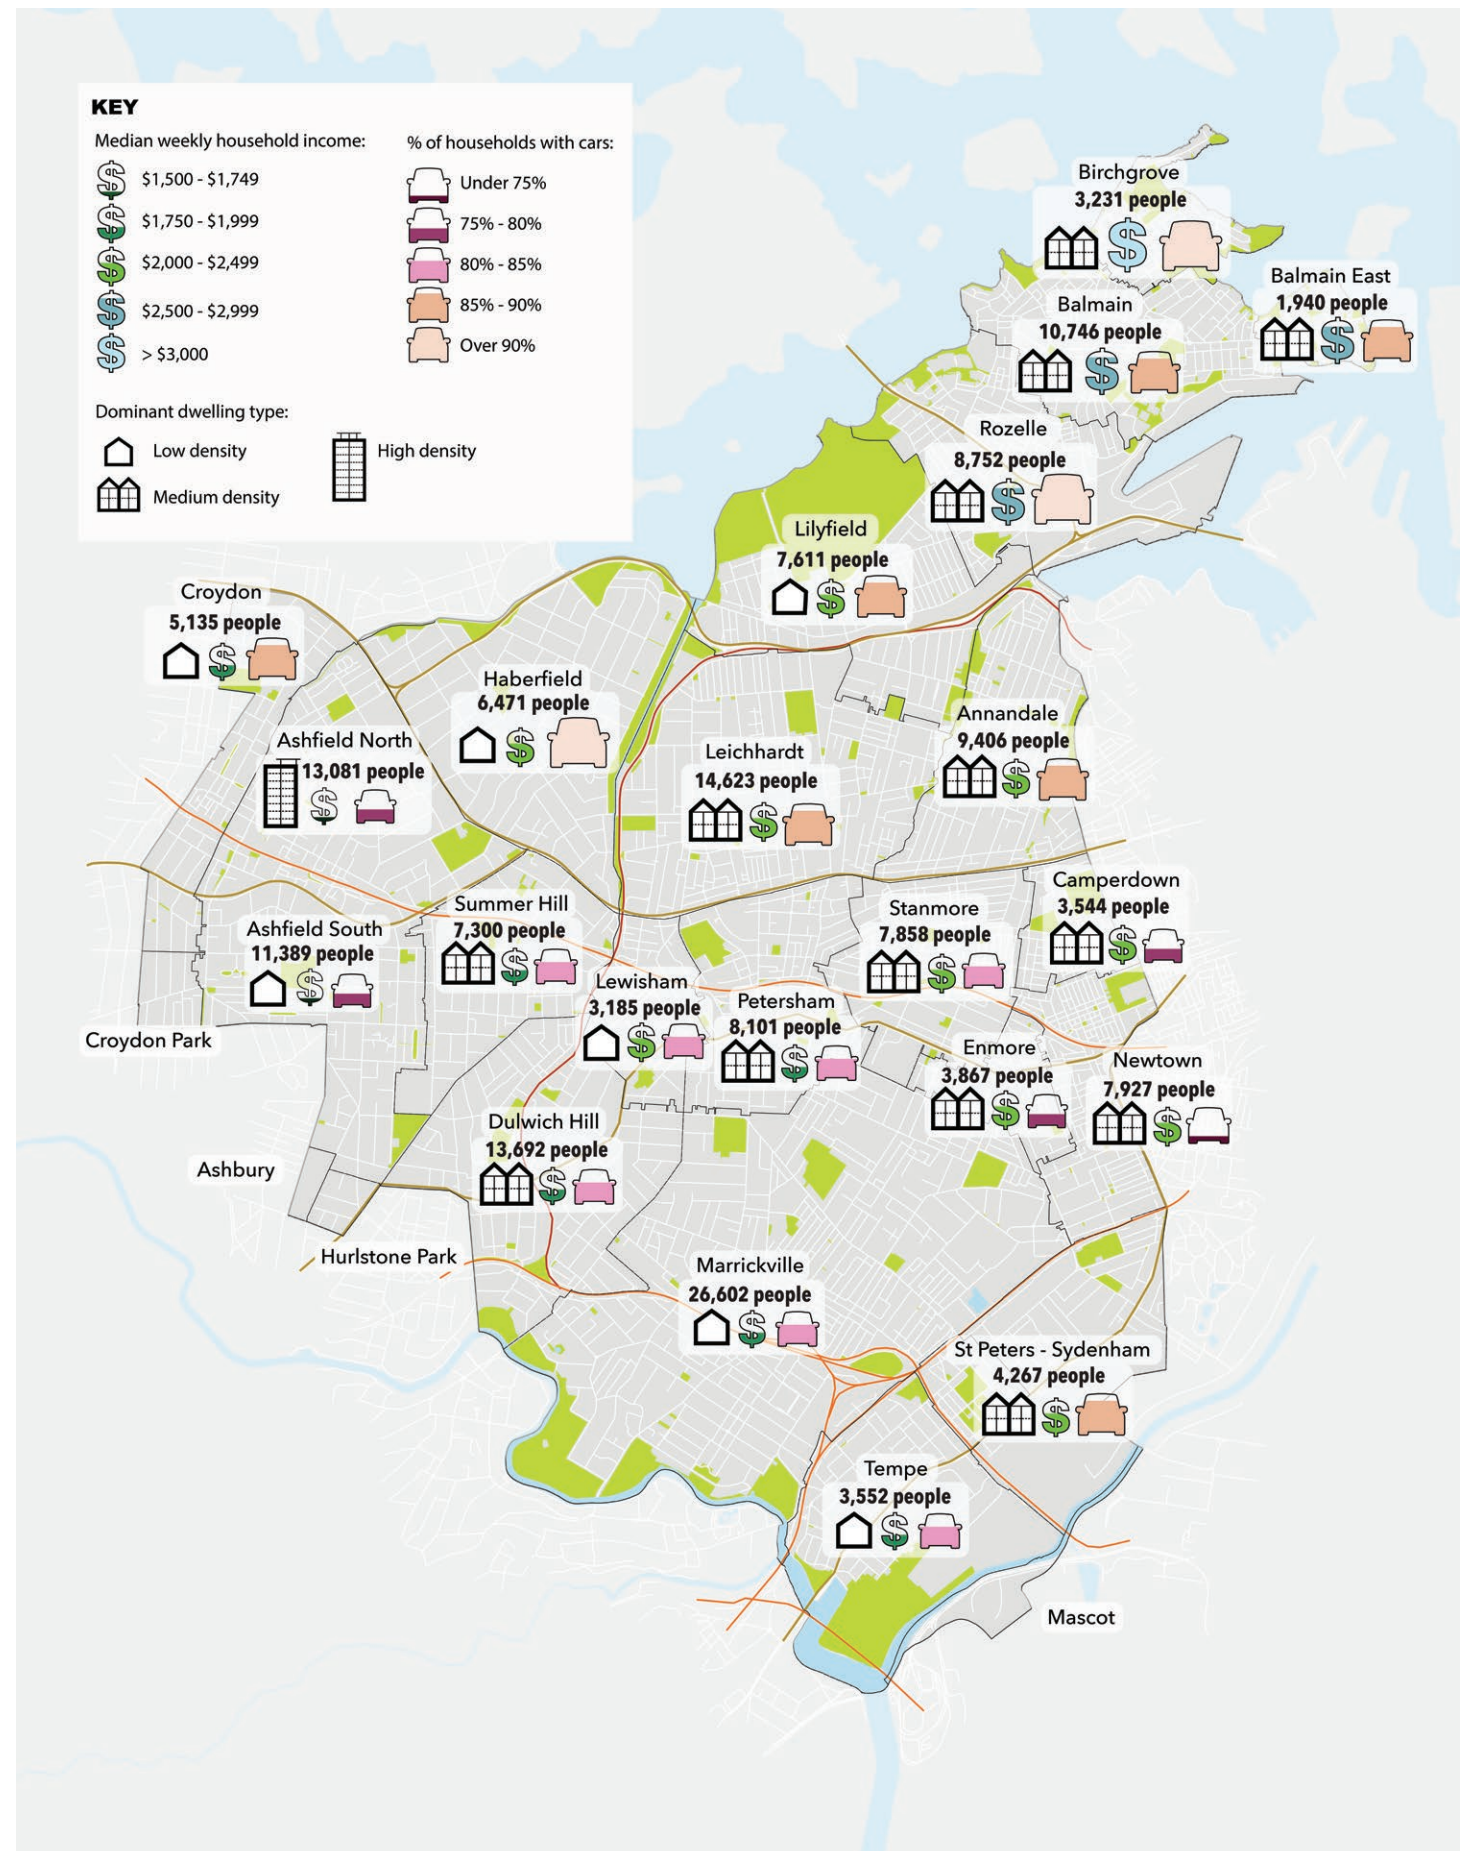 KEY
Median weekly household income:
$1,500 - $1,749
$1,750 - $1,999
$2,000 - $2,499
$2,500 - $2,999
> $3,000
% of households with cars:
Under 75%
75% - 80%
80% - 85%
85% - 90%
Over 90%
Dominant dwelling type:
Low density
Medium density
High density
Birchgrove
3,231 people
Balmain East
1,940 people
Balmain
10,746 people
Rozelle
8,752 people
Lilyfield
7,611 people
Croydon
5,135 people
Haberfield
6,471 people
Ashfield North
13,081 people
Leichhardt
14,623 people
Annandale
9,406 people
Camperdown
3,544 people
Summer Hill
7,300 people
Stanmore
7,858 people
Ashfield South
11,389 people
Lewisham
3,185 people
Petersham
8,101 people
Croydon Park
Enmore
3,867 people
Newtown
7,927 people
Dulwich Hill
13,692 people
Ashbury
Hurlstone Park
Marrickville
26,602 people
St Peters - Sydenham
4,267 people
Tempe
3,552 people
Mascot